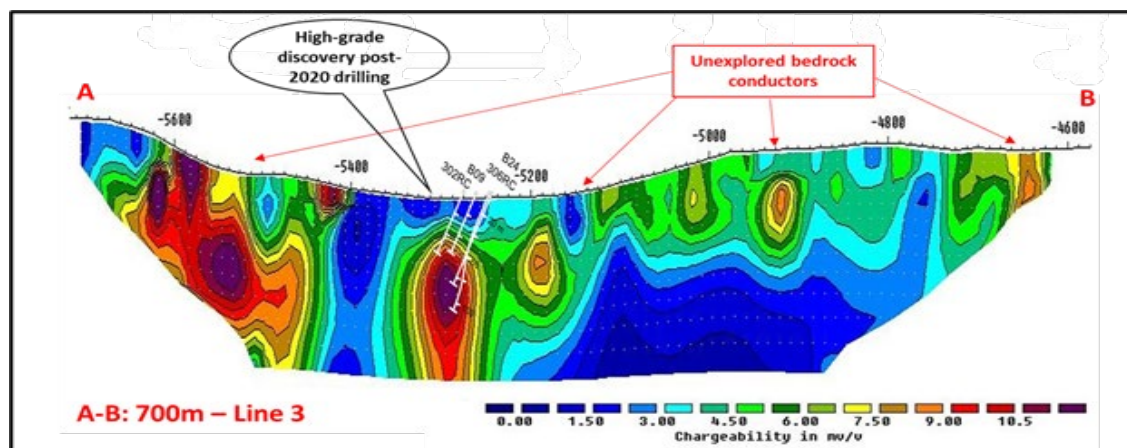 High-grade
discovery post-
2020 drilling
Unexplored bedrock
conductors
A
B
-5600
-5400
-5200
-5000
-4800
-4600
302RC
B09
306RC
B24
A-B: 700m – Line 3
0.00 1.50 3.00 4.50 6.00 7.50 9.00 10.5
Chargeability in mv/v